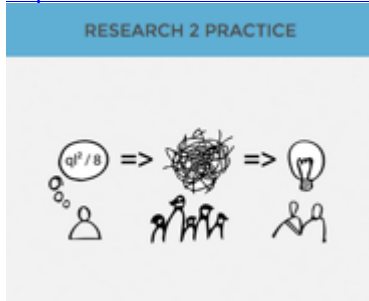 RESEARCH 2 PRACTICE
ql²/8 => =>